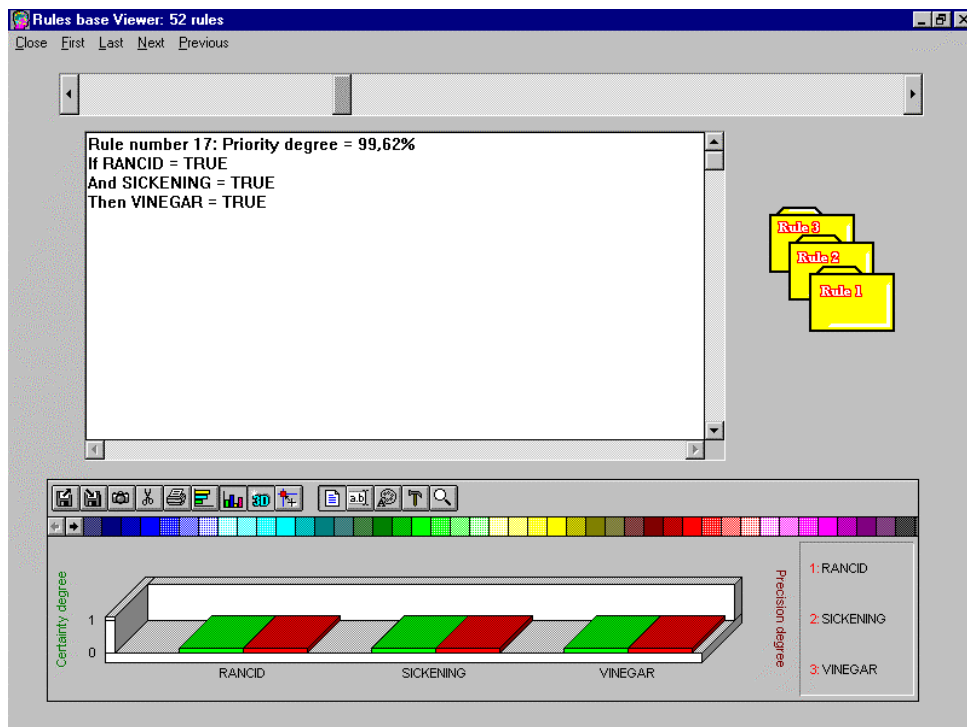 Rules base Viewer: 52 rules
Close First Last Next Previous
Rule number 17: Priority degree = 99,62%
If RANCID = TRUE
And SICKENING = TRUE
Then VINEGAR = TRUE
Rule 3
Rule 2
Rule 1
3D
a.b
Certainty degree
1
0
RANCID SICKENING VINEGAR
Precision degree
1: RANCID
2: SICKENING
3: VINEGAR